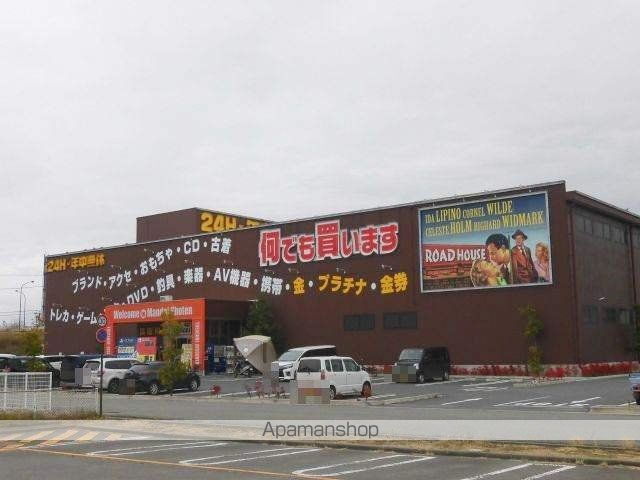 24H・年中無休
24H・年
何でも買います
ブランド・アクセ・おもちゃ・CD・古着
DVD・釣具・楽器・AV機器・携帯・金・プラチナ・金券
トレカ・ゲーム
Welcome
IDA LUPINO CORNEL WILDE
CELESTE HOLM RICHARD WIDMARK
ROAD HOUSE
Apamanshop